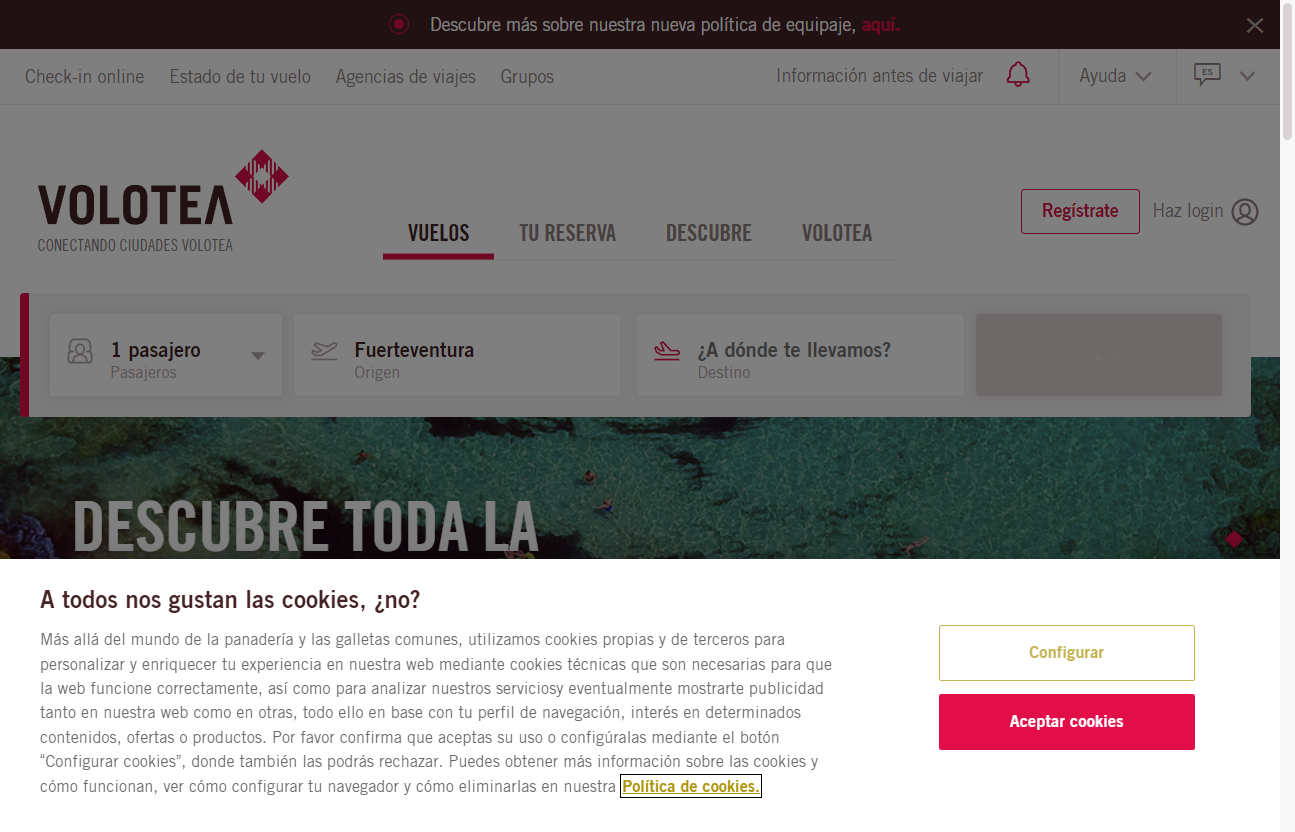 Descubre más sobre nuestra nueva política de equipaje, aquí.
Check-in online Estado de tu vuelo Agencias de viajes Grupos Información antes de viajar Ayuda ES
VOLOTEA
CONECTANDO CIUDADES VOLOTEA
VUELOS TU RESERVA DESCUBRE VOLOTEA
Regístrate Haz login
1 pasajero
Pasajeros
Fuerteventura
Origen
¿A dónde te llevamos?
Destino
DESCUBRE TODA LA
A todos nos gustan las cookies, ¿no?
Más allá del mundo de la panadería y las galletas comunes, utilizamos cookies propias y de terceros para
personalizar y enriquecer tu experiencia en nuestra web mediante cookies técnicas que son necesarias para que
la web funcione correctamente, así como para analizar nuestros serviciosy eventualmente mostrarte publicidad
tanto en nuestra web como en otras, todo ello en base con tu perfil de navegación, interés en determinados
contenidos, ofertas o productos. Por favor confirma que aceptas su uso o configúralas mediante el botón
“Configurar cookies”, donde también las podrás rechazar. Puedes obtener más información sobre las cookies y
cómo funcionan, ver cómo configurar tu navegador y cómo eliminarlas en nuestra Política de cookies.
Configurar
Aceptar cookies